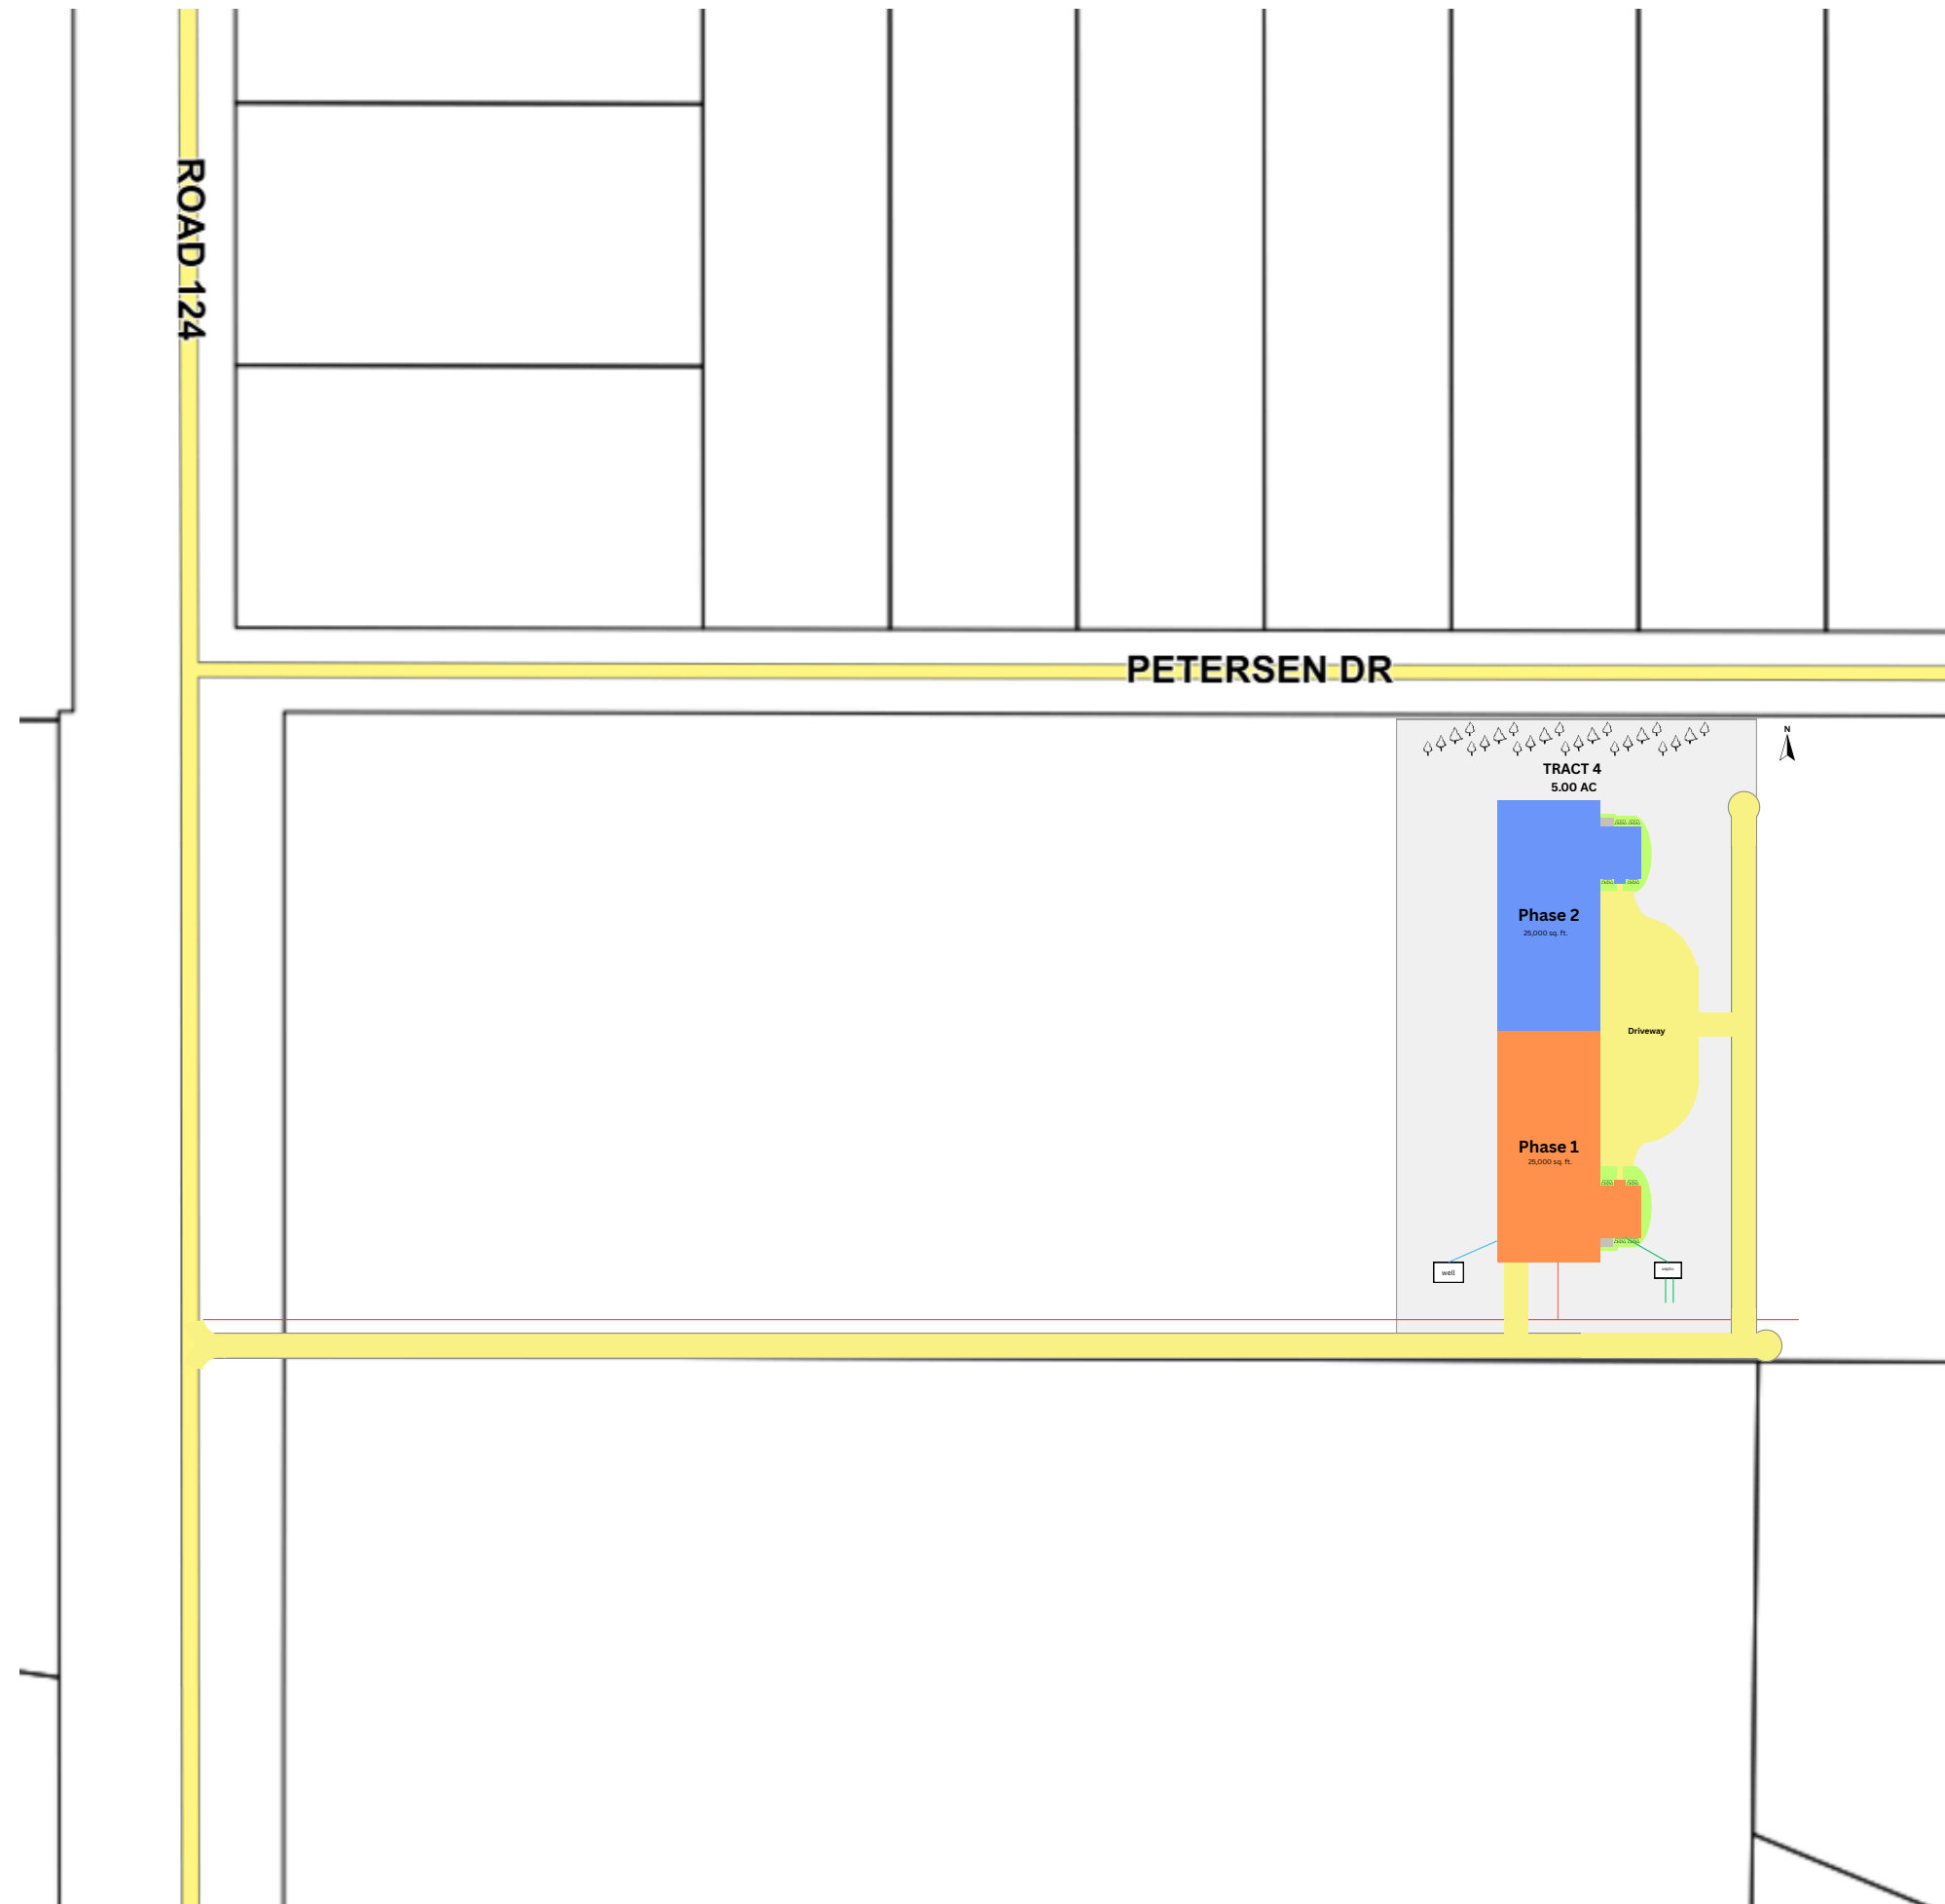 ROAD 124
PETERSEN DR
N
TRACT 4
5.00 AC
Phase 2
25,000 sq. ft.
Driveway
Phase 1
25,000 sq. ft.
well
septic